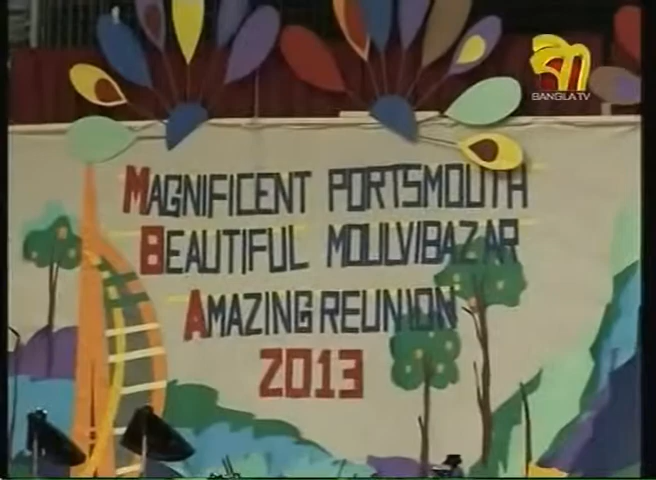 বাং
BANGLA TV
MAGNIFICENT PORTSMOUTH
BEAUTIFUL MOULVIBAZAR
AMAZING REUNION
2013